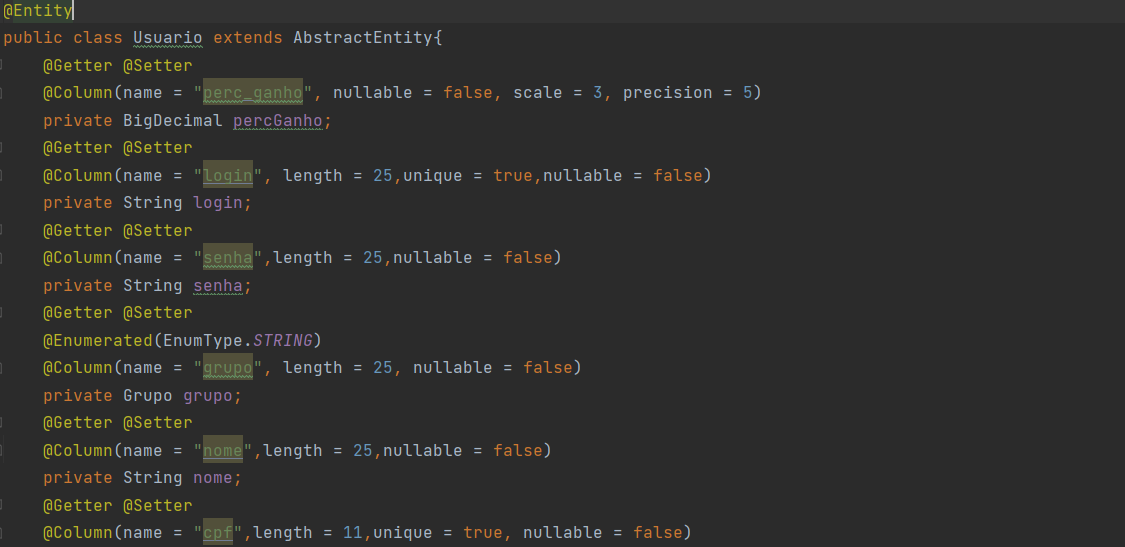 @Entity
public class Usuario extends AbstractEntity{
@Getter @Setter
@Column(name = "perc_ganho", nullable = false, scale = 3, precision = 5)
private BigDecimal percGanho;
@Getter @Setter
@Column(name = "login", length = 25,unique = true,nullable = false)
private String login;
@Getter @Setter
@Column(name = "senha",length = 25,nullable = false)
private String senha;
@Getter @Setter
@Enumerated(EnumType.STRING)
@Column(name = "grupo", length = 25, nullable = false)
private Grupo grupo;
@Getter @Setter
@Column(name = "nome",length = 25,nullable = false)
private String nome;
@Getter @Setter
@Column(name = "cpf",length = 11,unique = true, nullable = false)